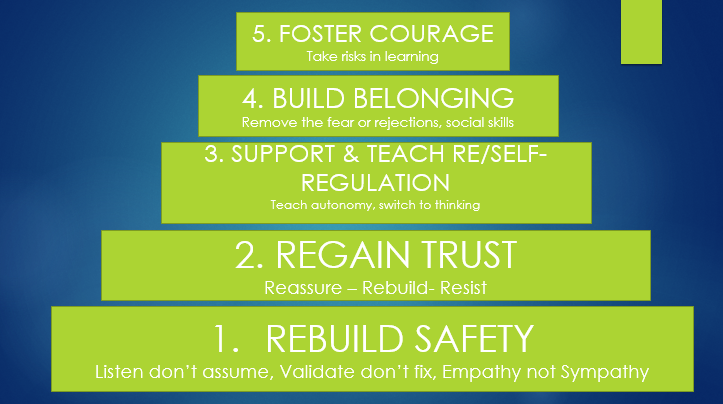 5. FOSTER COURAGE
Take risks in learning
4. BUILD BELONGING
Remove the fear or rejections, social skills
3. SUPPORT & TEACH RE/SELF-
REGULATION
Teach autonomy, switch to thinking
2. REGAIN TRUST
Reassure – Rebuild- Resist
1. REBUILD SAFETY
Listen don't assume, Validate don't fix, Empathy not Sympathy